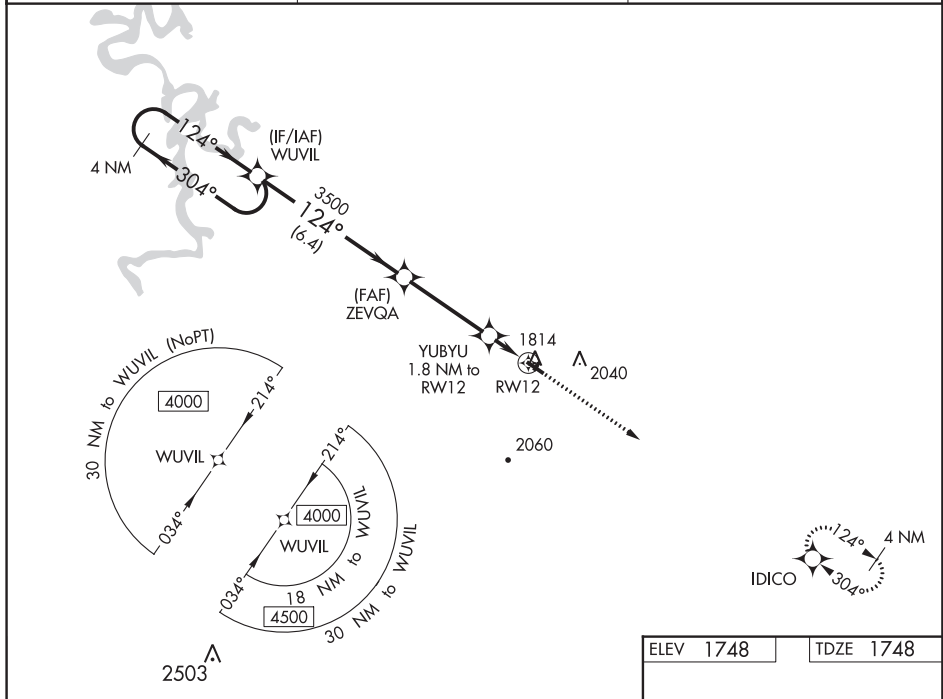 124°
(IF/IAF)
WUVIL
4 NM
304°
3500
124°
(6.4)
(FAF)
ZEVQA
YUBYU
1.8 NM to
RW12
1814
RW12
2040
2060
30 NM to WUVIL (NoPT)
4000
214°
WUVIL
034°
214°
4000
WUVIL
034°
18 NM to WUVIL
4500
30 NM to WUVIL
2503
124°
4 NM
IDICO
304°
ELEV 1748
TDZE 1748